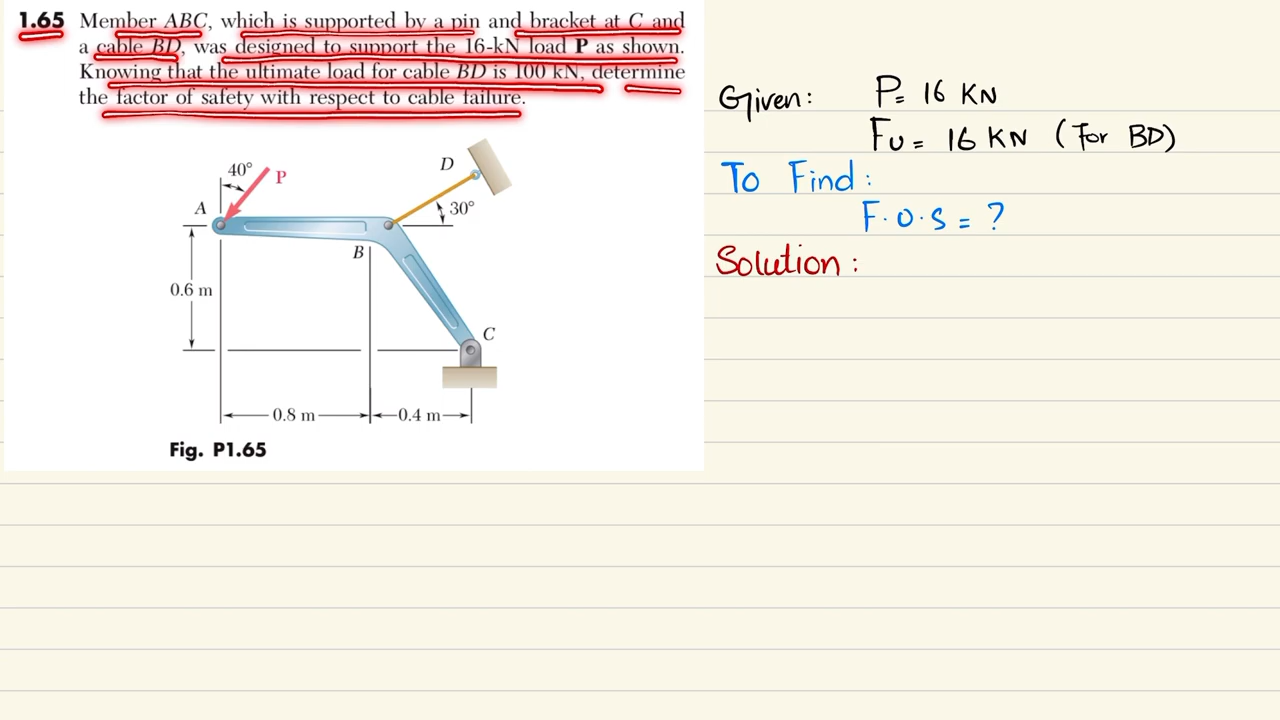 1.65 Member ABC, which is supported by a pin and bracket at C and
a cable BD, was designed to support the 16-kN load P as shown.
Knowing that the ultimate load for cable BD is 100 kN, determine
the factor of safety with respect to cable failure.
40°
P
D
A
30°
B
0.6 m
C
0.8 m
0.4 m
Fig. P1.65
Given: P= 16 KN
FU = 16 KN (for BD)
To Find:
F.O.S = ?
Solution: